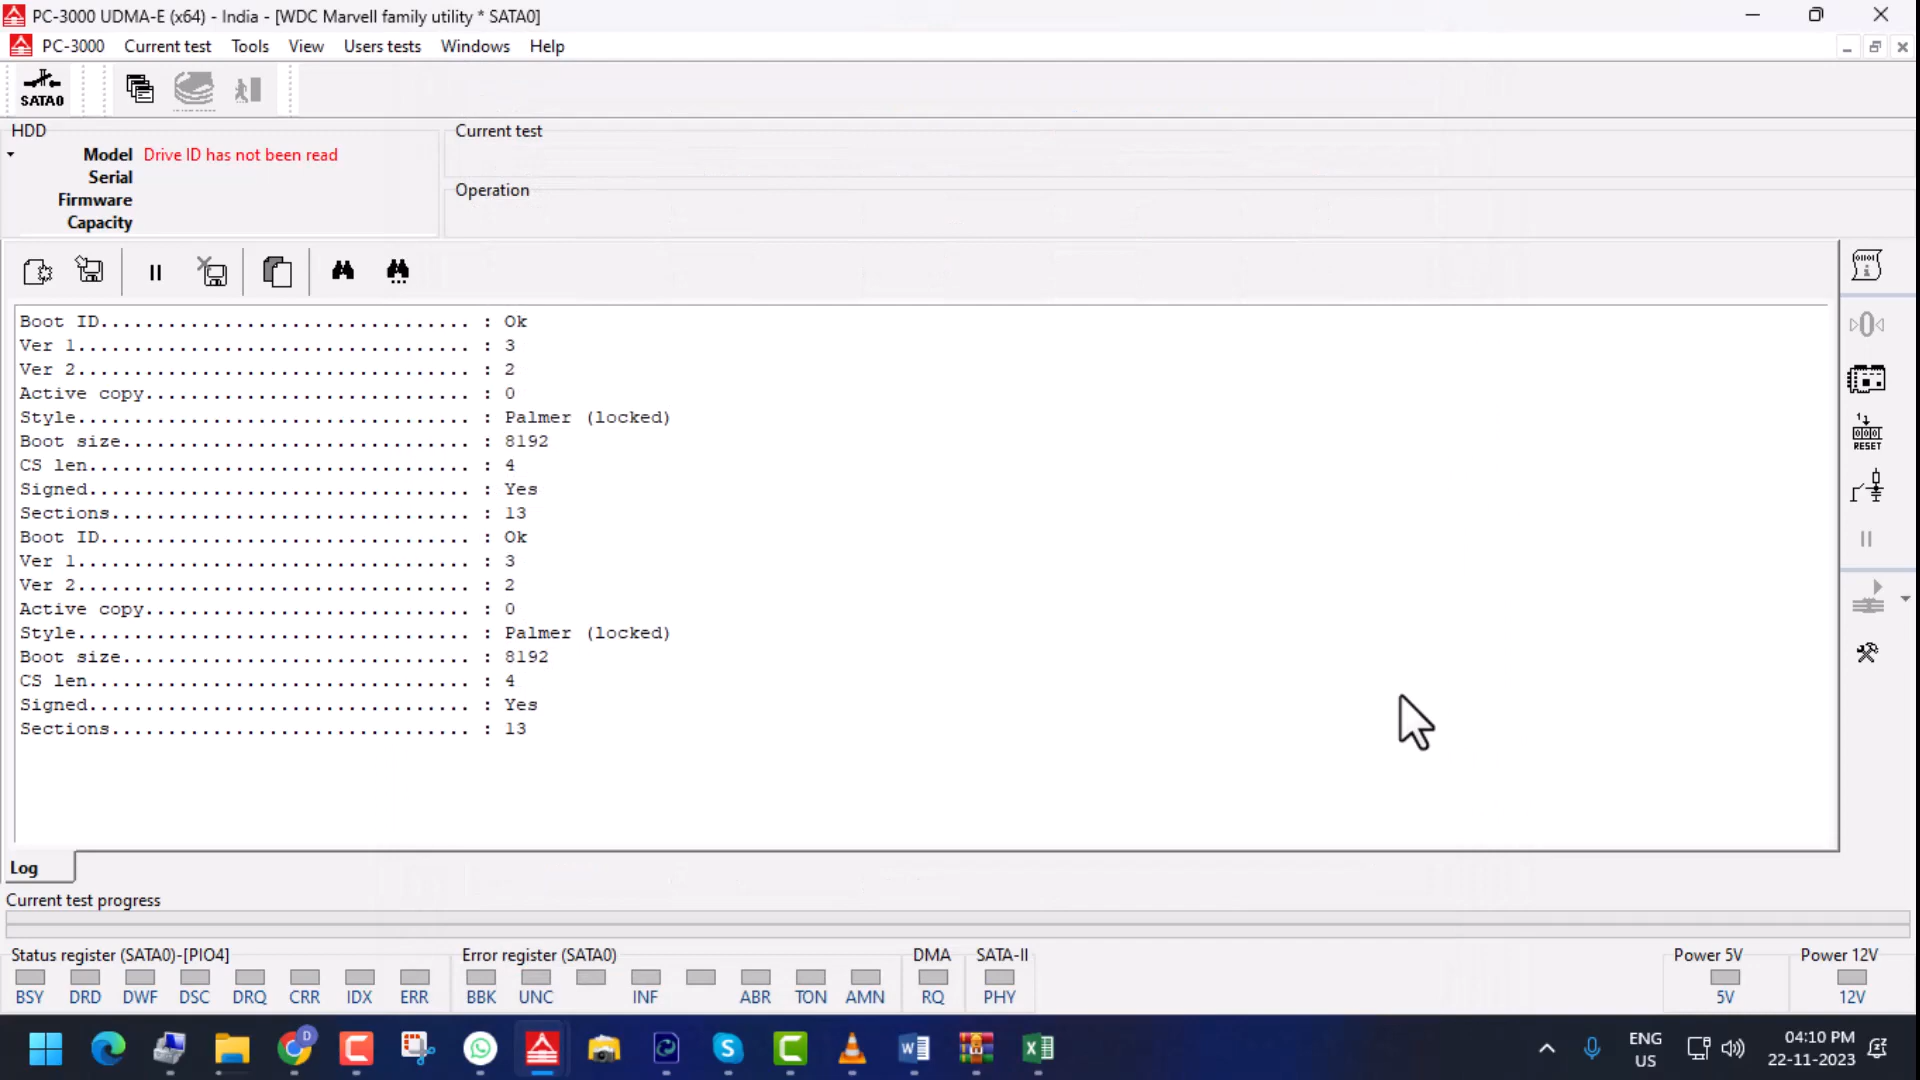 PC-3000 UDMA-E (x64) - India - [WDC Marvell family utility * SATA0]
PC-3000 Current test Tools View Users tests Windows Help
SATA0
HDD
Model Drive ID has not been read
Serial
Firmware
Capacity
Current test
Operation
Boot ID................................. : Ok
Ver 1................................... : 3
Ver 2................................... : 2
Active copy............................. : 0
Style................................... : Palmer (locked)
Boot size............................... : 8192
CS len.................................. : 4
Signed.................................. : Yes
Sections................................ : 13
Boot ID................................. : Ok
Ver 1................................... : 3
Ver 2................................... : 2
Active copy............................. : 0
Style................................... : Palmer (locked)
Boot size............................... : 8192
CS len.................................. : 4
Signed.................................. : Yes
Sections................................ : 13
RESET
Log
Current test progress
Status register (SATA0)-[PIO4] Error register (SATA0) DMA SATA-II Power 5V Power 12V
BSY DRD DWF DSC DRQ CRR IDX ERR BBK UNC INF ABR TON AMN RQ PHY 5V 12V
ENG
US
04:10 PM
22-11-2023